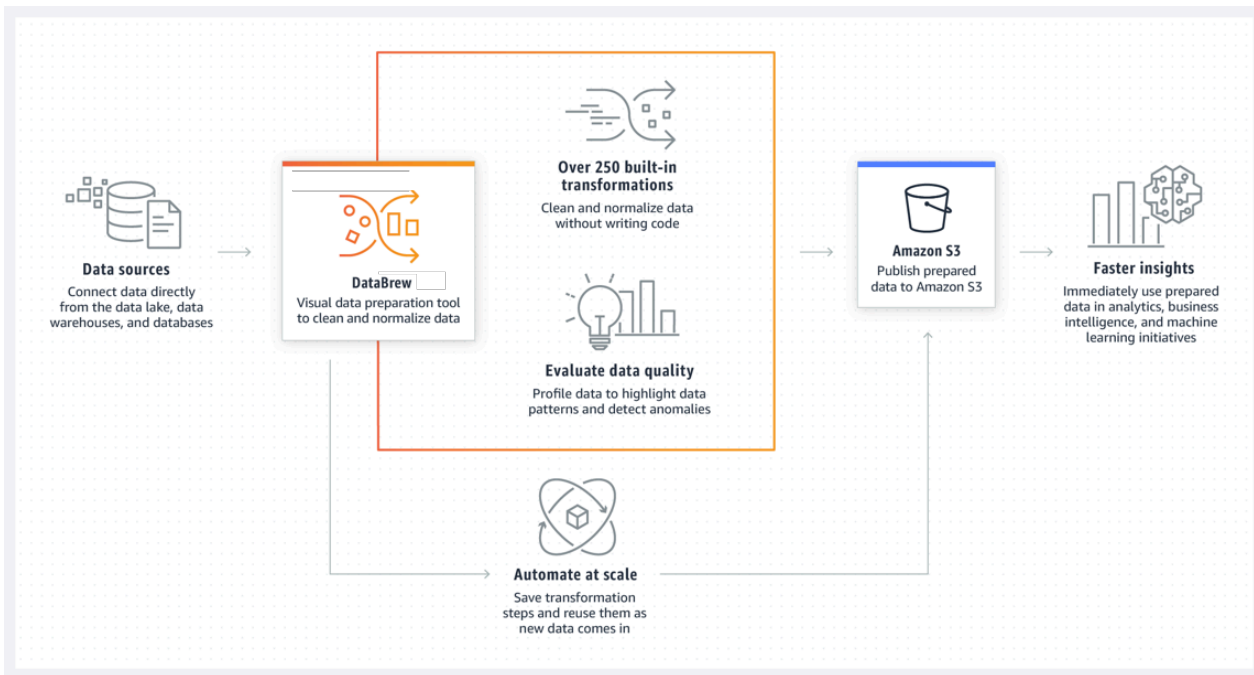 Data sources
Connect data directly
from the data lake, data
warehouses, and databases
DataBrew
Visual data preparation tool
to clean and normalize data
Over 250 built-in
transformations
Clean and normalize data
without writing code
Evaluate data quality
Profile data to highlight data
patterns and detect anomalies
Automate at scale
Save transformation
steps and reuse them as
new data comes in
Amazon S3
Publish prepared
data to Amazon S3
Faster insights
Immediately use prepared
data in analytics, business
intelligence, and machine
learning initiatives